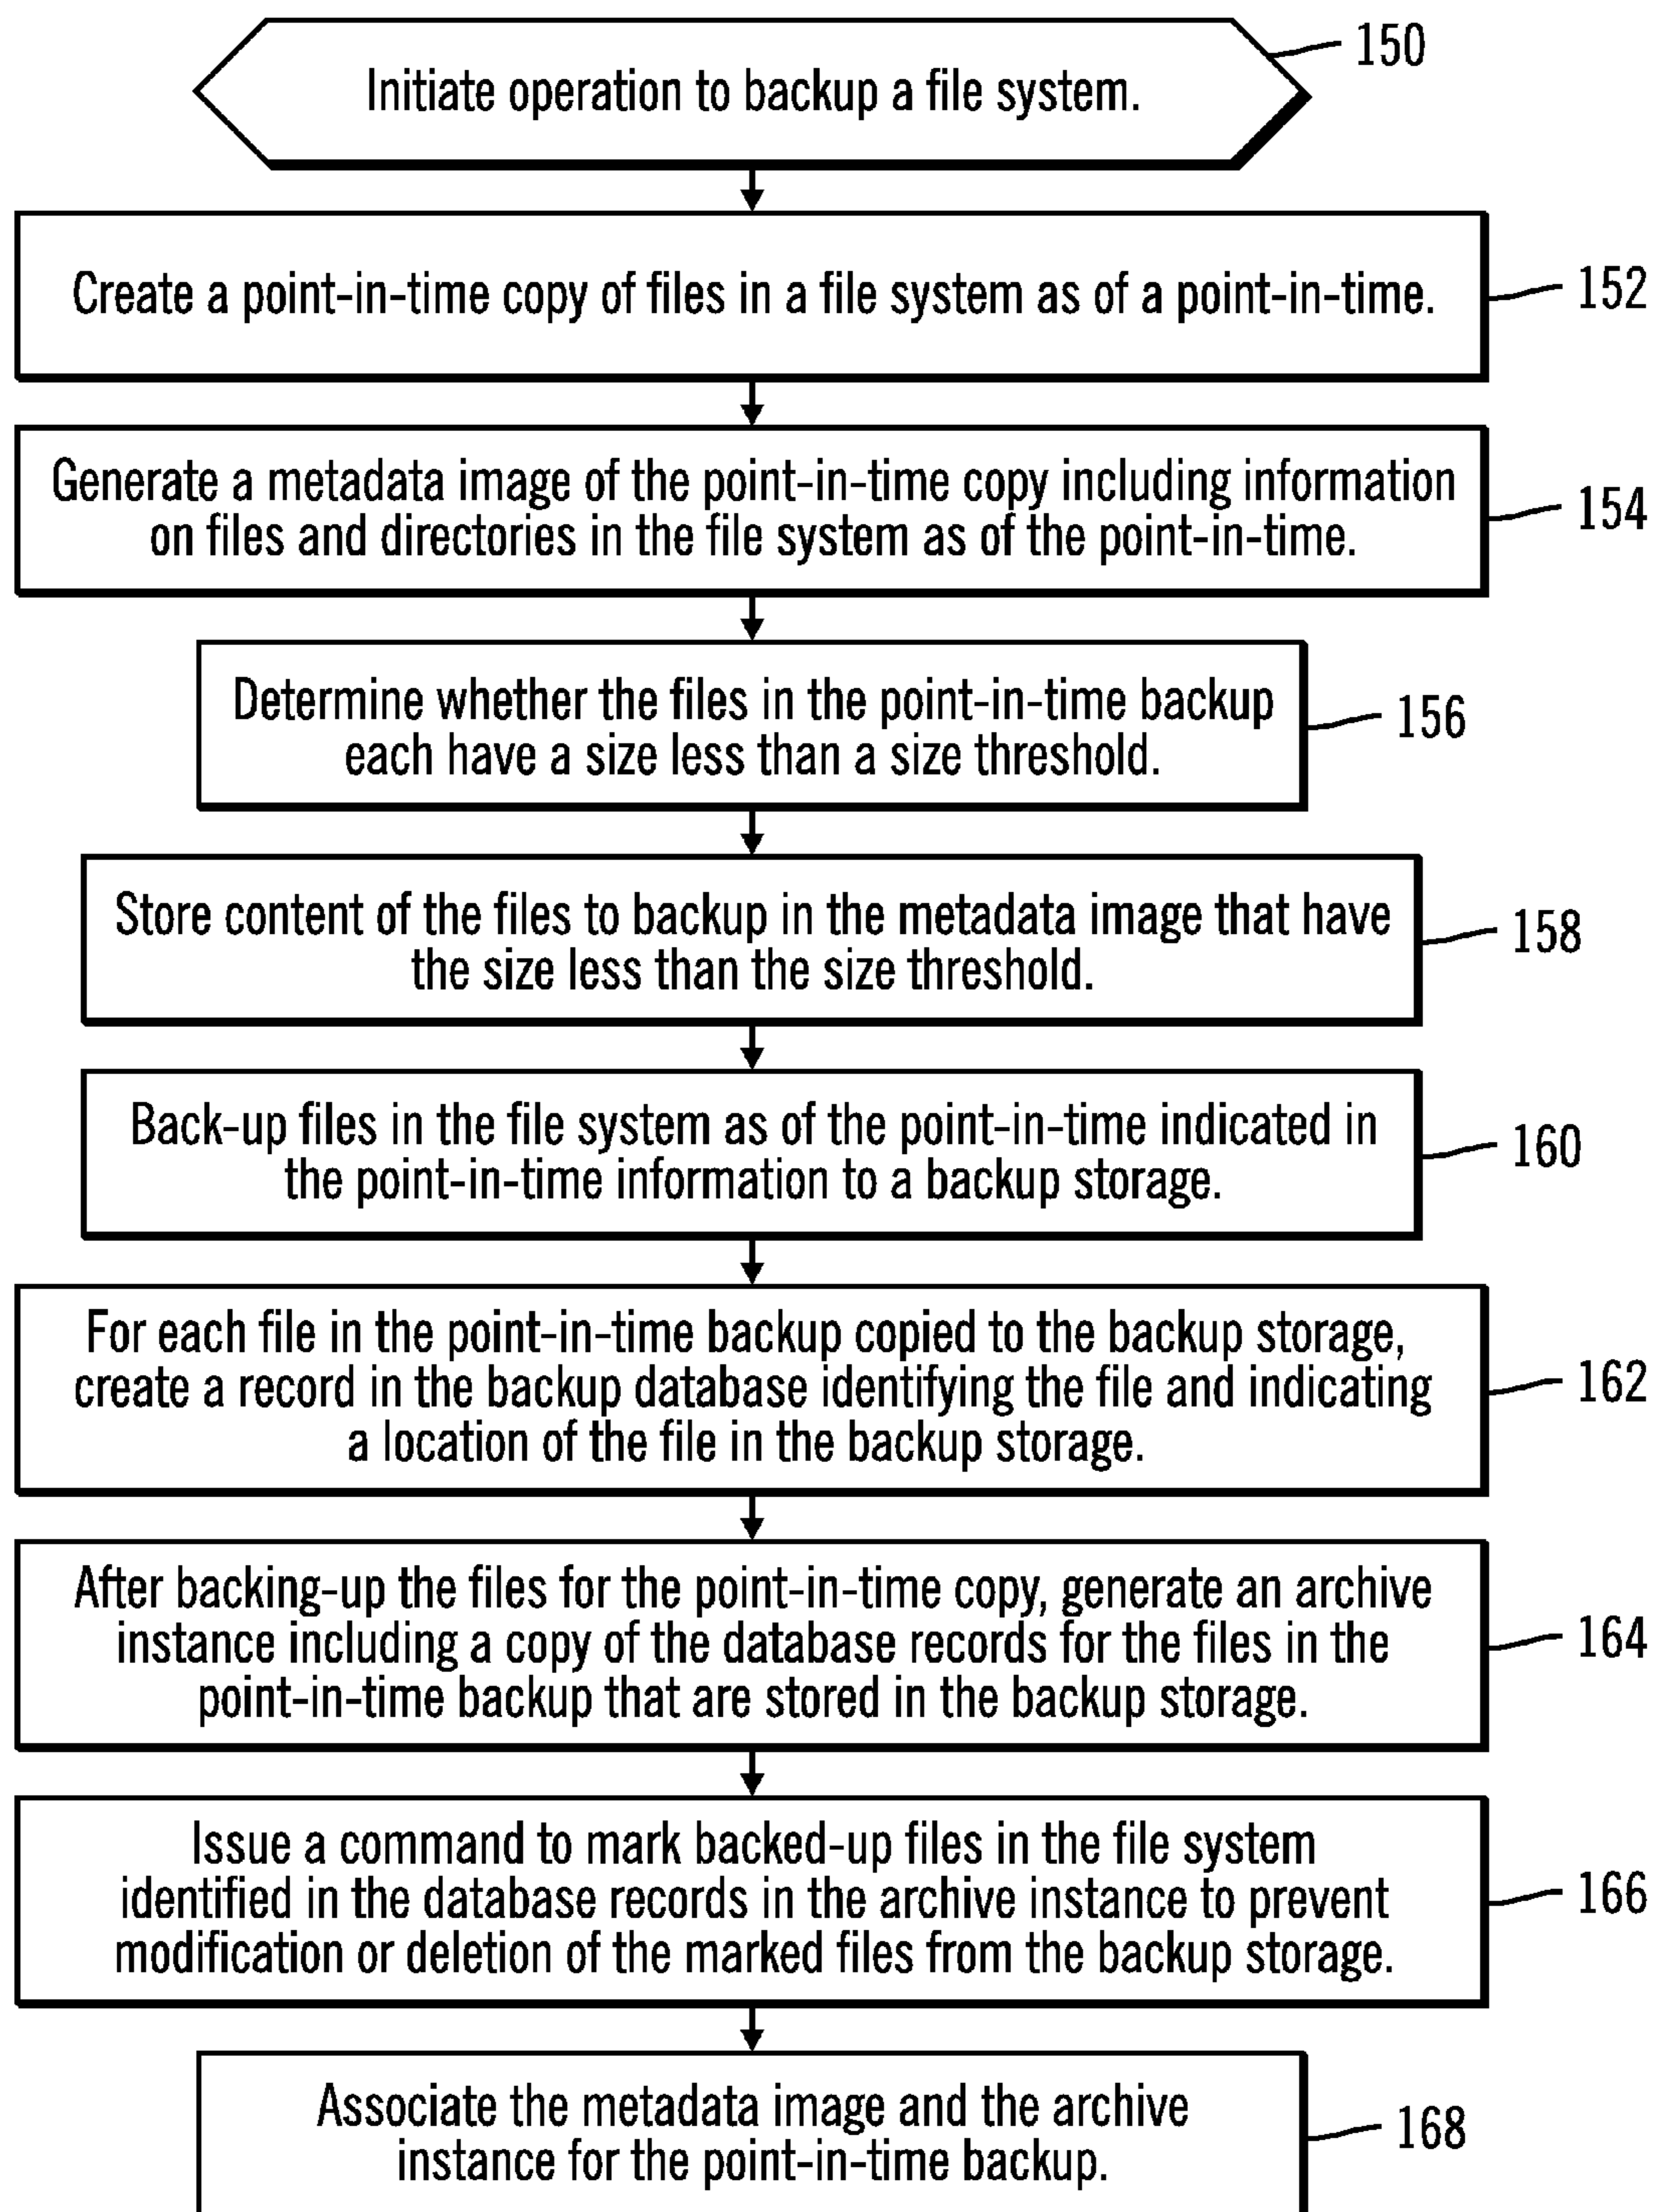 Initiate operation to backup a file system.
150
Create a point-in-time copy of files in a file system as of a point-in-time.
152
Generate a metadata image of the point-in-time copy including information
on files and directories in the file system as of the point-in-time.
154
Determine whether the files in the point-in-time backup
each have a size less than a size threshold.
156
Store content of the files to backup in the metadata image that have
the size less than the size threshold.
158
Back-up files in the file system as of the point-in-time indicated in
the point-in-time information to a backup storage.
160
For each file in the point-in-time backup copied to the backup storage,
create a record in the backup database identifying the file and indicating
a location of the file in the backup storage.
162
After backing-up the files for the point-in-time copy, generate an archive
instance including a copy of the database records for the files in the
point-in-time backup that are stored in the backup storage.
164
Issue a command to mark backed-up files in the file system
identified in the database records in the archive instance to prevent
modification or deletion of the marked files from the backup storage.
166
Associate the metadata image and the archive
instance for the point-in-time backup.
168